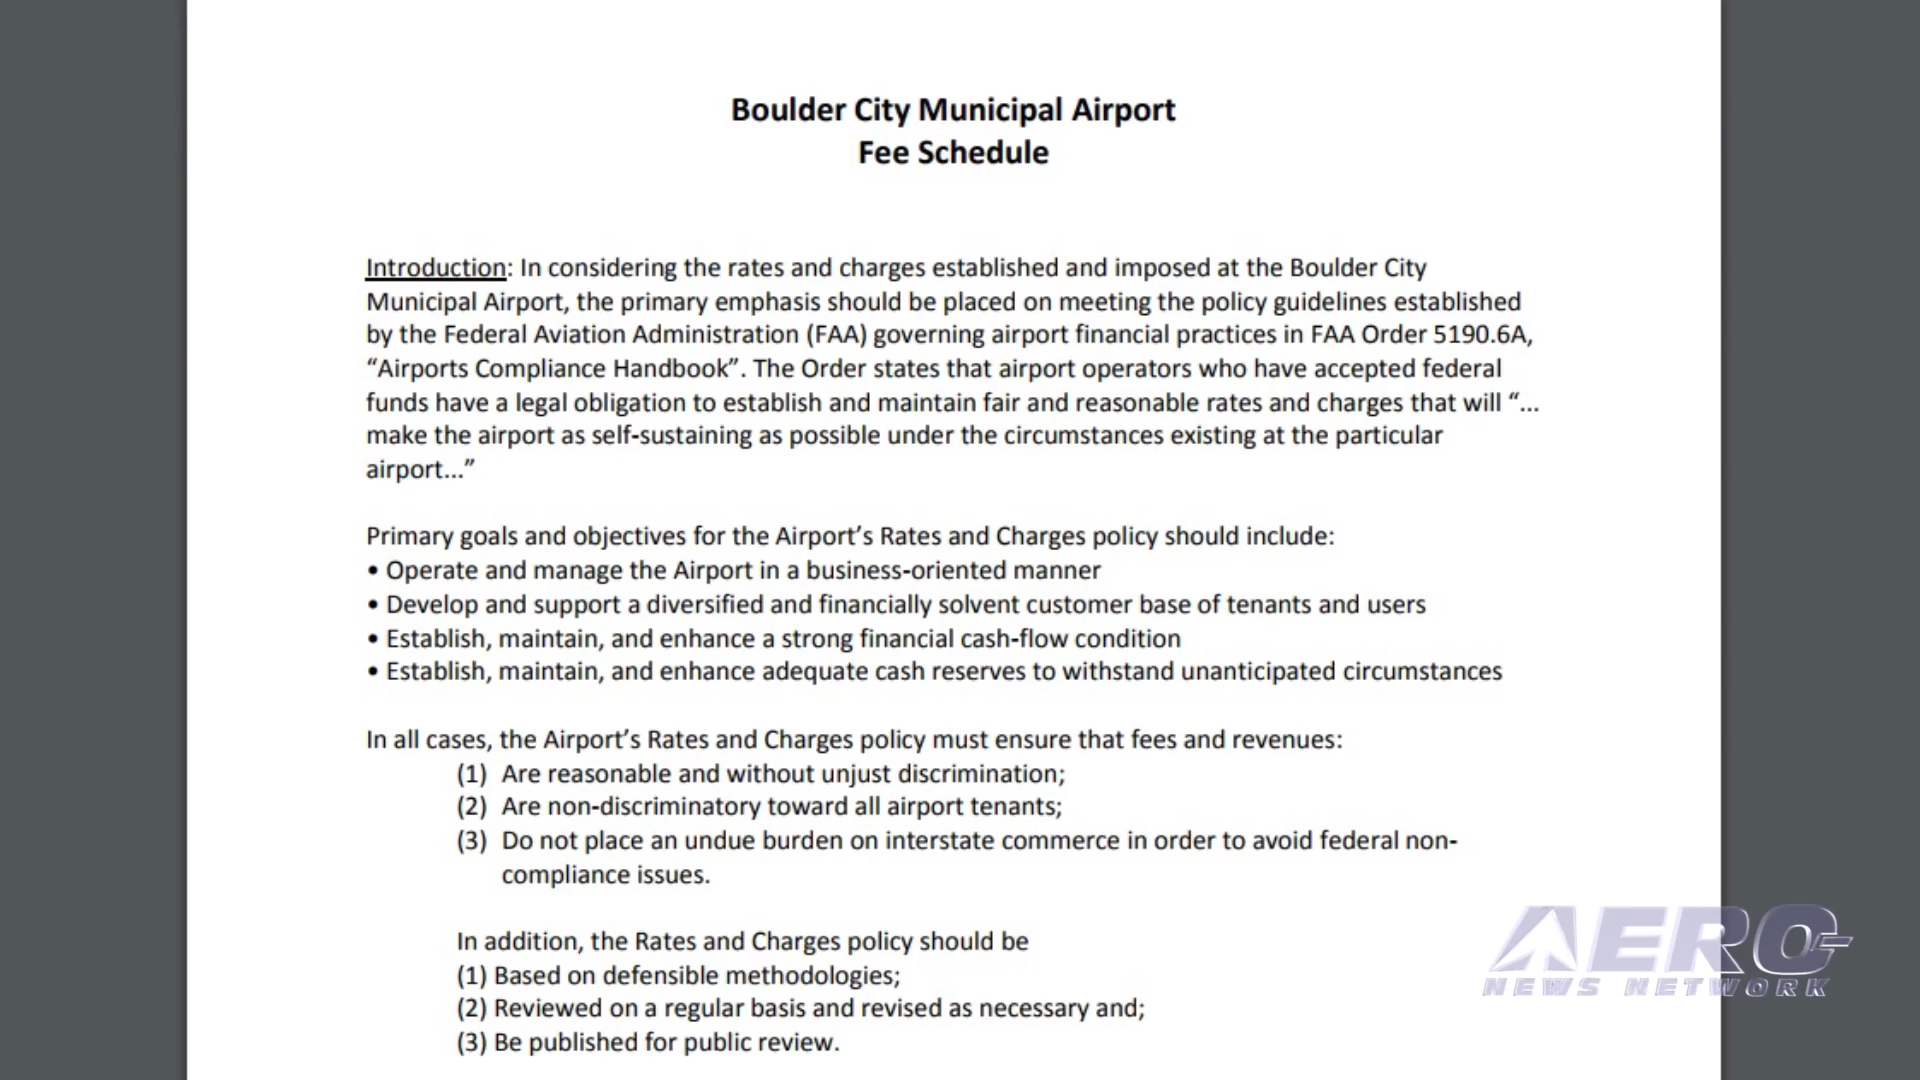 Boulder City Municipal Airport
Fee Schedule
Introduction: In considering the rates and charges established and imposed at the Boulder City
Municipal Airport, the primary emphasis should be placed on meeting the policy guidelines established
by the Federal Aviation Administration (FAA) governing airport financial practices in FAA Order 5190.6A,
“Airports Compliance Handbook”. The Order states that airport operators who have accepted federal
funds have a legal obligation to establish and maintain fair and reasonable rates and charges that will “...
make the airport as self-sustaining as possible under the circumstances existing at the particular
airport...”
Primary goals and objectives for the Airport’s Rates and Charges policy should include:
• Operate and manage the Airport in a business-oriented manner
• Develop and support a diversified and financially solvent customer base of tenants and users
• Establish, maintain, and enhance a strong financial cash-flow condition
• Establish, maintain, and enhance adequate cash reserves to withstand unanticipated circumstances
In all cases, the Airport’s Rates and Charges policy must ensure that fees and revenues:
(1) Are reasonable and without unjust discrimination;
(2) Are non-discriminatory toward all airport tenants;
(3) Do not place an undue burden on interstate commerce in order to avoid federal non-
compliance issues.
In addition, the Rates and Charges policy should be
(1) Based on defensible methodologies;
(2) Reviewed on a regular basis and revised as necessary and;
(3) Be published for public review.
AERO-
NEWS NETWORK